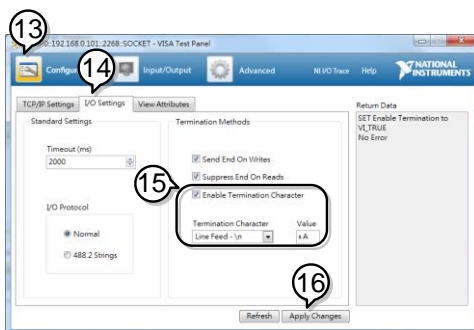 13
0::192.168.0.101::2268::SOCKET - VISA Test Panel
Configu
14
Input/Output
Advanced
NI I/O Trace
Help
NATIONAL
INSTRUMENTS
TCP/IP Settings
I/O Settings
View Attributes
Return Data
Standard Settings
Termination Methods
SET Enable Termination to
VI_TRUE
No Error
Timeout (ms)
2000
Send End On Writes
Suppress End On Reads
15
Enable Termination Character
I/O Protocol
Termination Character
Value
Line Feed - \n
xA
Normal
488.2 Strings
16
Refresh
Apply Changes